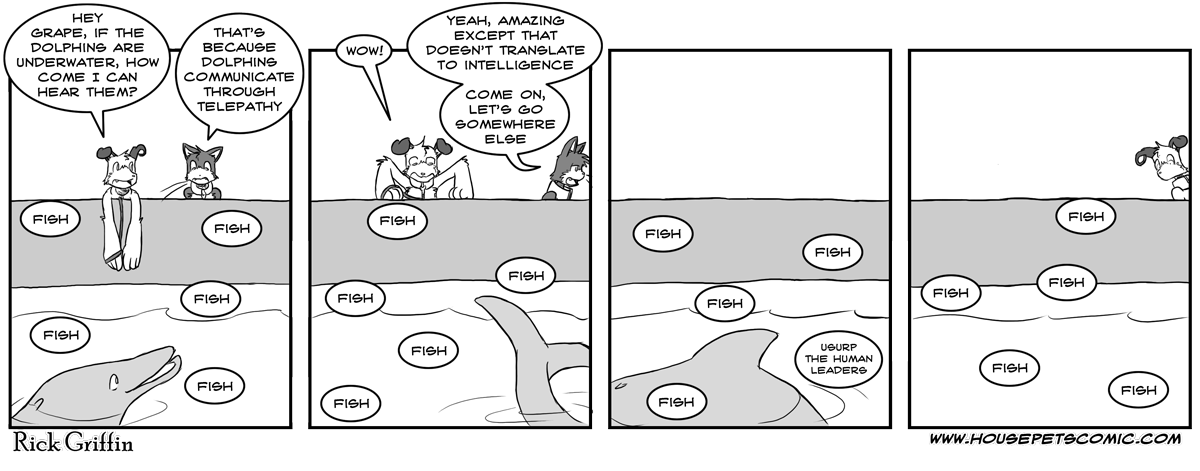 HEY
GRAPE, IF THE
DOLPHINS ARE
UNDERWATER, HOW
COME I CAN
HEAR THEM?
THAT'S
BECAUSE
DOLPHINS
COMMUNICATE
THROUGH
TELEPATHY
FISH
FISH
FISH
FISH
FISH
WOW!
YEAH, AMAZING
EXCEPT THAT
DOESN'T TRANSLATE
TO INTELLIGENCE
COME ON,
LET'S GO
SOMEWHERE
ELSE
FISH
FISH
FISH
FISH
FISH
FISH
FISH
FISH
USURP
THE HUMAN
LEADERS
FISH
FISH
FISH
FISH
FISH
FISH
Rick Griffin
WWW.HOUSEPETSCOMIC.COM